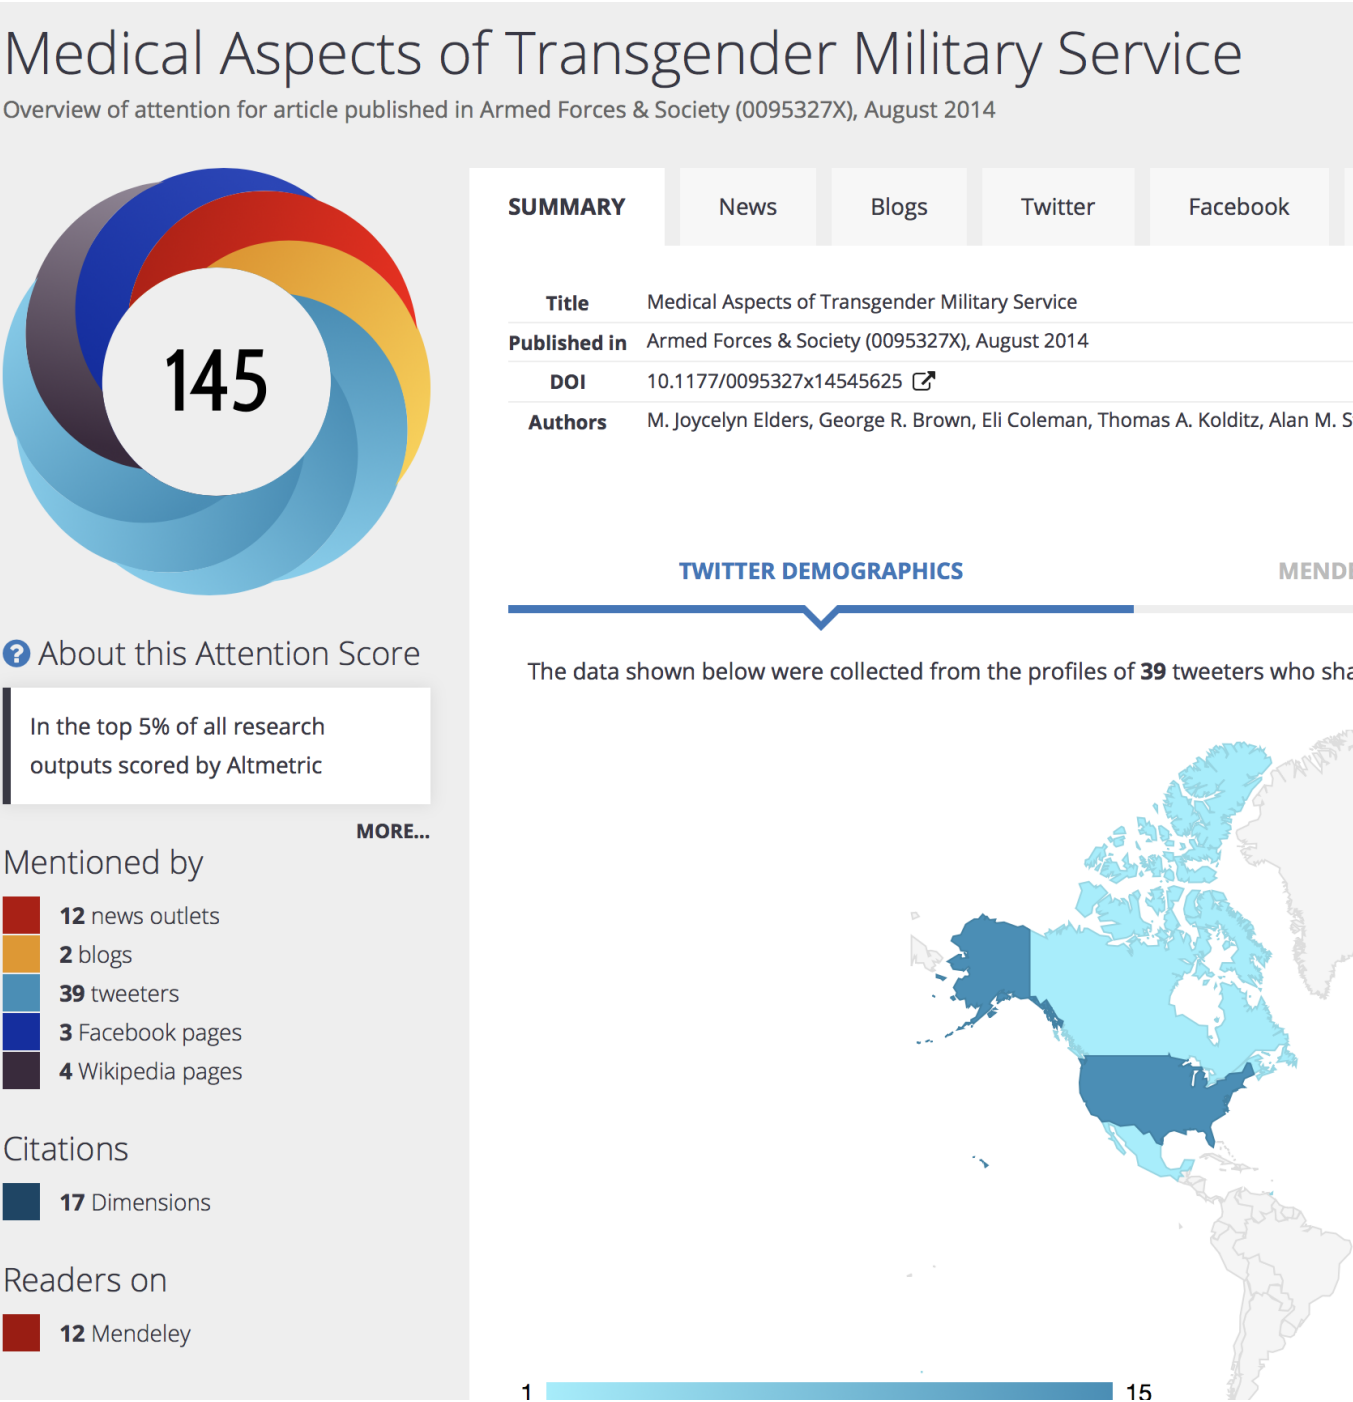 Medical Aspects of Transgender Military Service
Overview of attention for article published in Armed Forces & Society (0095327X), August 2014
145
? About this Attention Score
In the top 5% of all research
outputs scored by Altmetric
MORE...
Mentioned by
12 news outlets
2 blogs
39 tweeters
3 Facebook pages
4 Wikipedia pages
Citations
17 Dimensions
Readers on
12 Mendeley
SUMMARY News Blogs Twitter Facebook
Title Medical Aspects of Transgender Military Service
Published in Armed Forces & Society (0095327X), August 2014
DOI 10.1177/0095327x14545625
Authors M. Joycelyn Elders, George R. Brown, Eli Coleman, Thomas A. Kolditz, Alan M. S
TWITTER DEMOGRAPHICS MENDE
The data shown below were collected from the profiles of 39 tweeters who sha
1 15